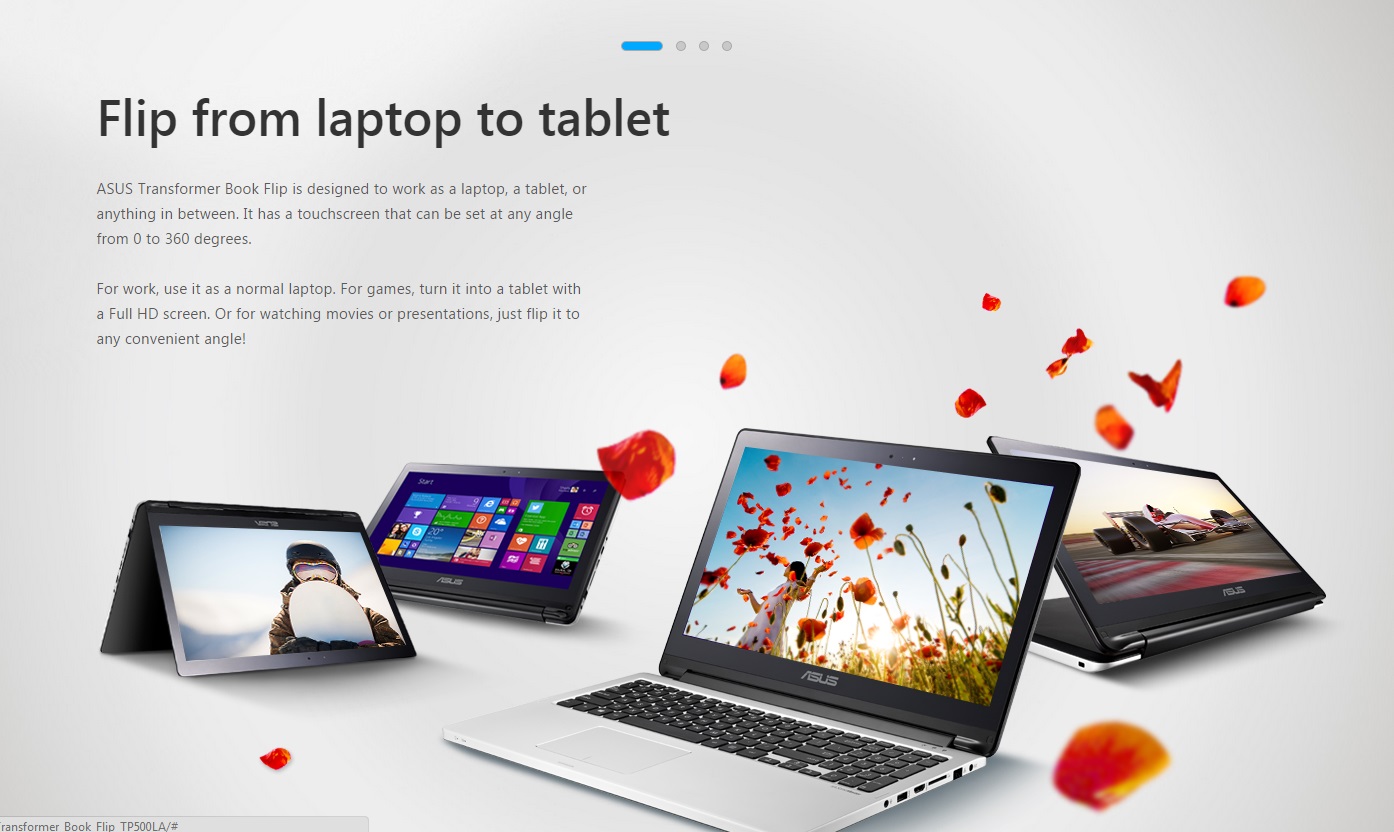 Flip from laptop to tablet
ASUS Transformer Book Flip is designed to work as a laptop, a tablet, or
anything in between. It has a touchscreen that can be set at any angle
from 0 to 360 degrees.
For work, use it as a normal laptop. For games, turn it into a tablet with
a Full HD screen. Or for watching movies or presentations, just flip it to
any convenient angle!
Start
20°
ASUS
ASUS
ASUS
ASUS
ransformer_Book_Flip_TP500LA/#